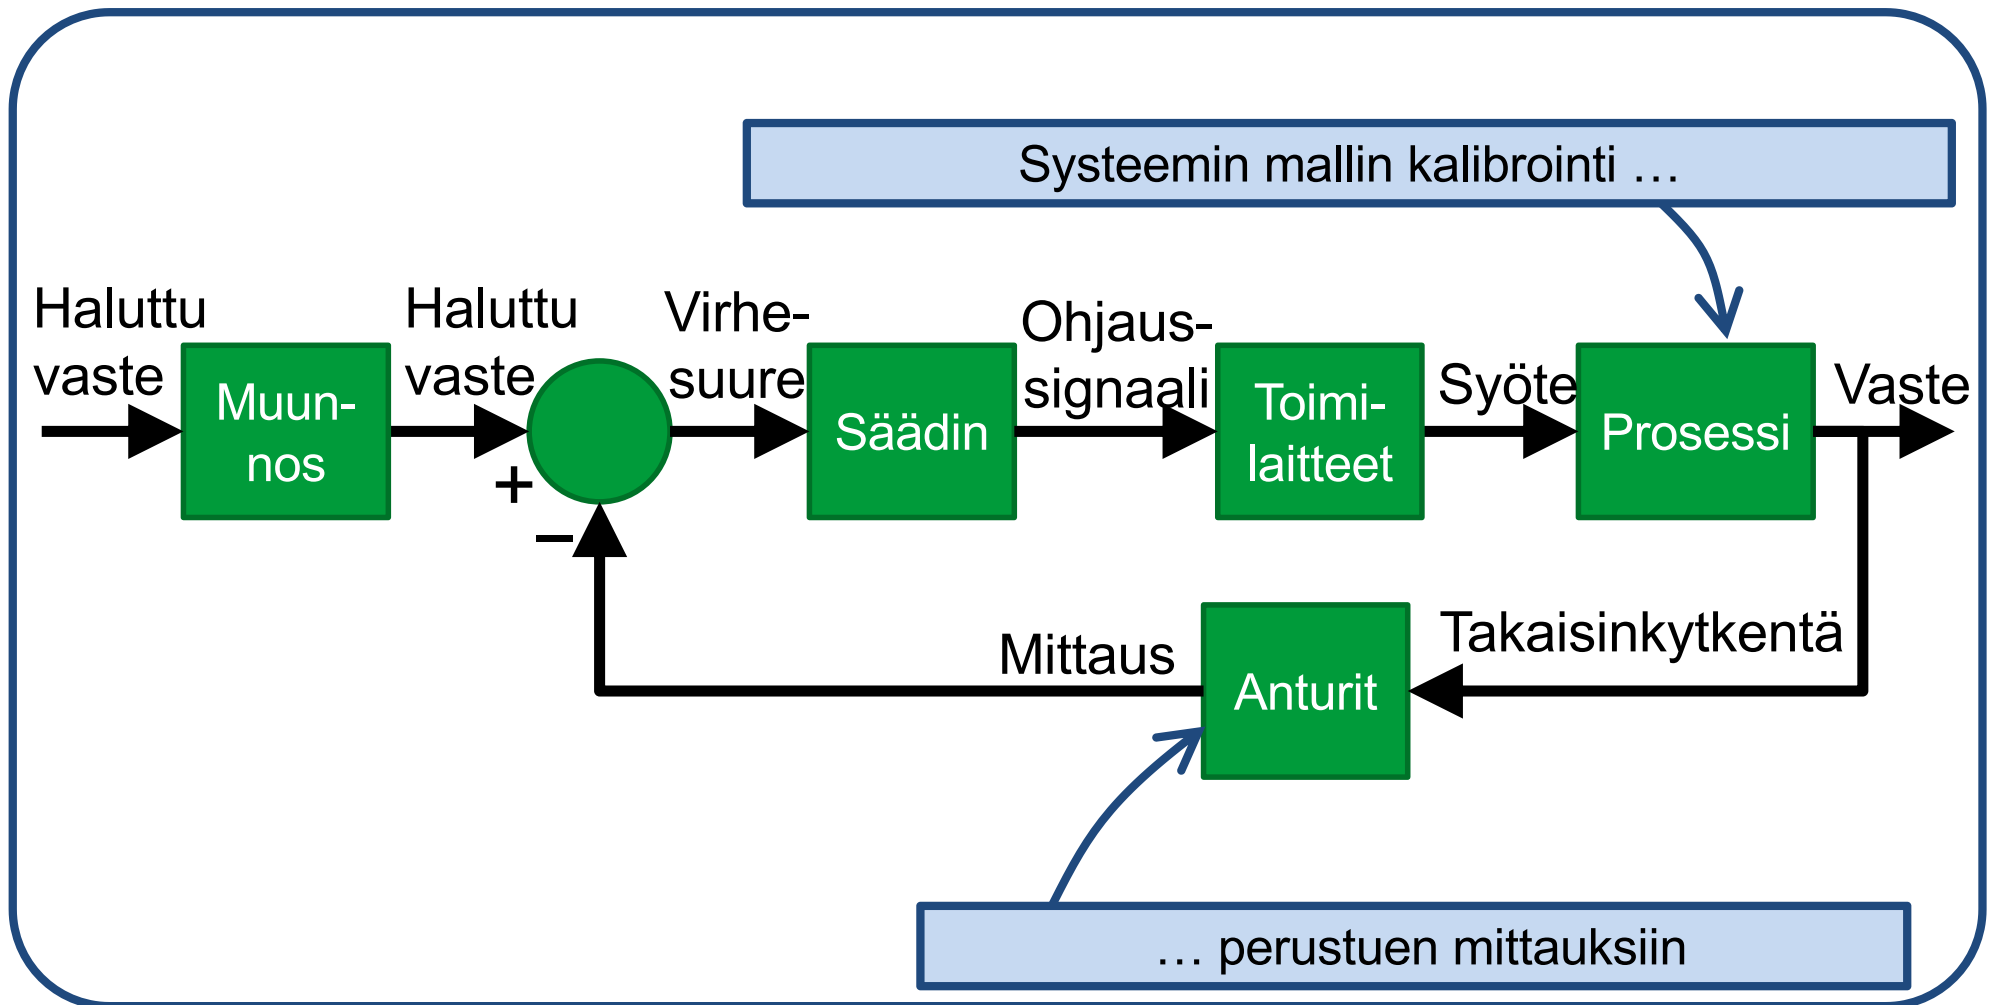 Systeemin mallin kalibrointi …
Haluttu
vaste
Muun-
nos
Haluttu
vaste
+
–
Virhe-
suure
Säädin
Ohjaus-
signaali
Toimi-
laitteet
Syöte
Prosessi
Vaste
Mittaus
Anturit
Takaisinkytkentä
… perustuen mittauksiin